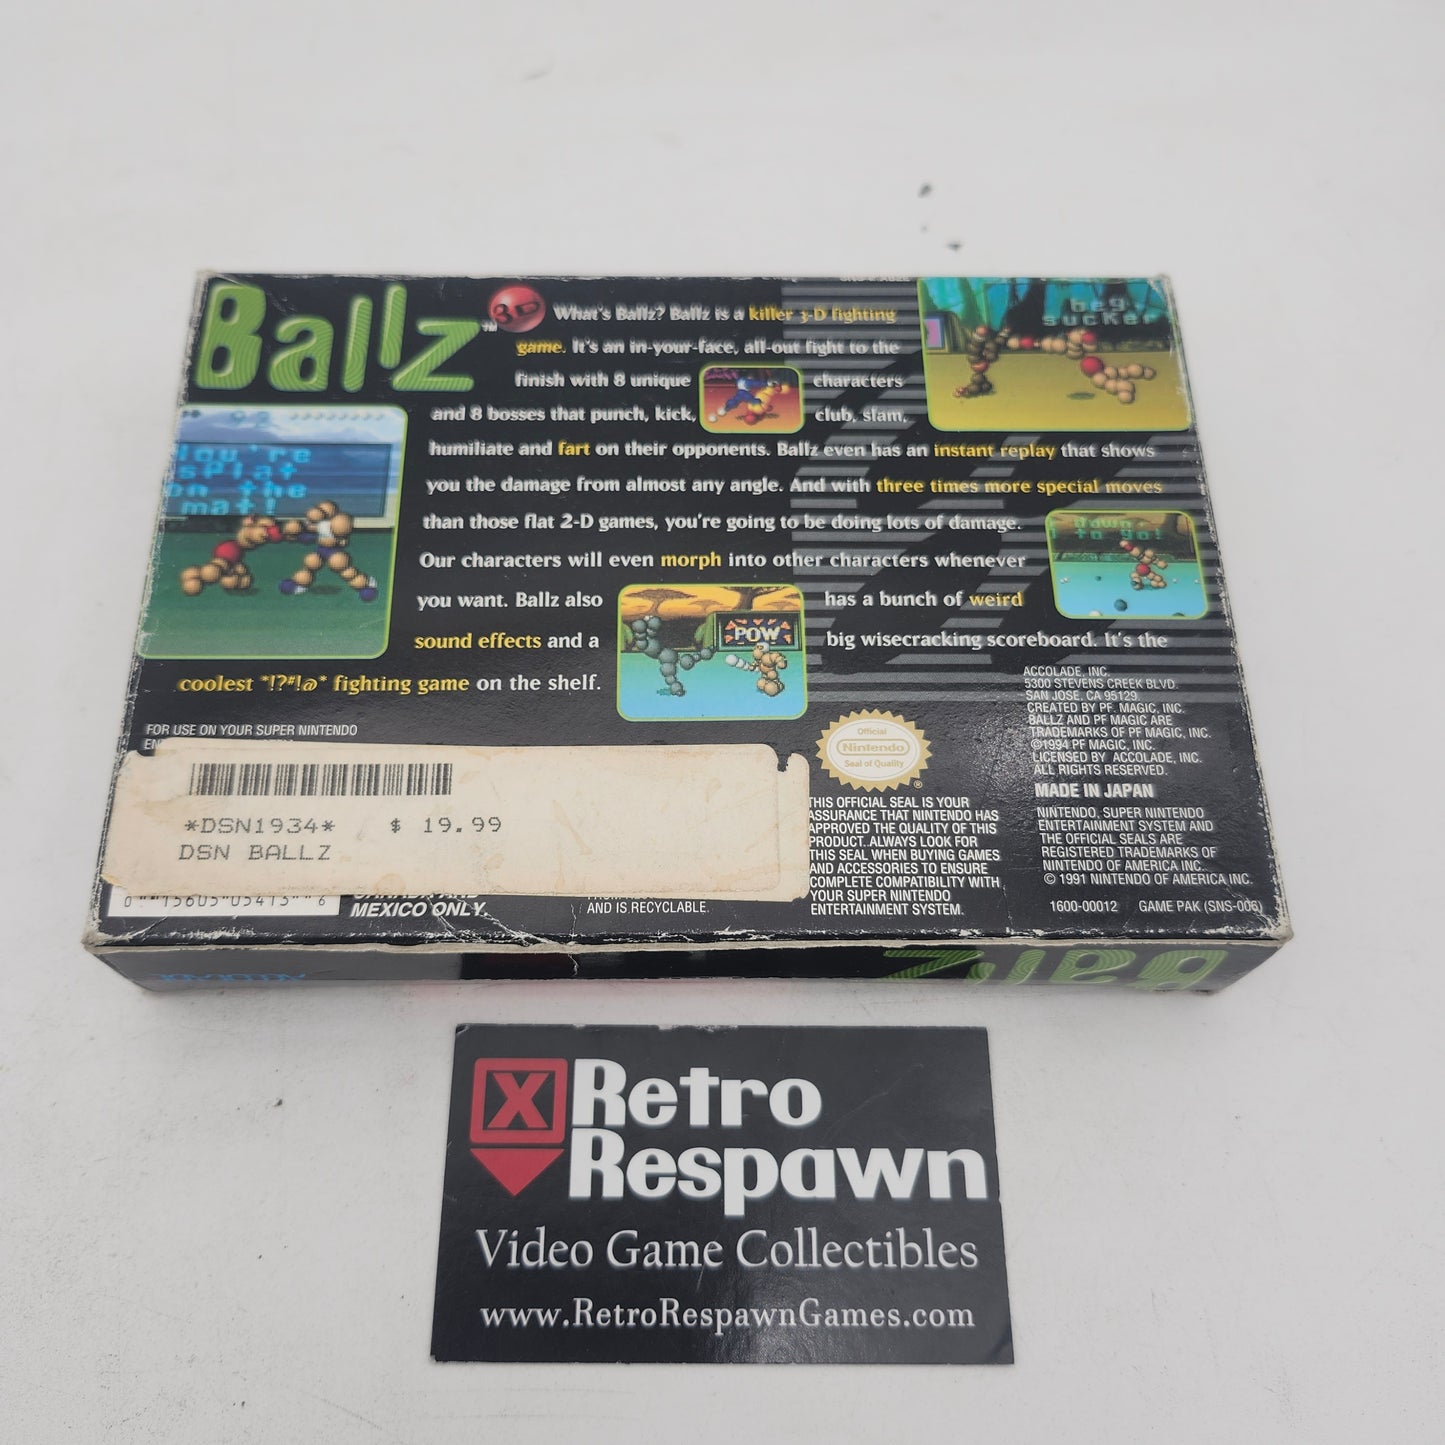 Ballz™ 3D
What's Ballz? Ballz is a killer 3-D fighting
game. It's an in-your-face, all-out fight to the
finish with 8 unique characters
and 8 bosses that punch, kick, club, slam,
humiliate and fart on their opponents. Ballz even has an instant replay that shows
you the damage from almost any angle. And with three times more special moves
than those flat 2-D games, you're going to be doing lots of damage.
Our characters will even morph into other characters whenever
you want. Ballz also has a bunch of weird
sound effects and a big wisecracking scoreboard. It's the
coolest *!?#!@* fighting game on the shelf.
beg,
sucker
You're
splat
on the
mat!
down,
to go!
POW
FOR USE ON YOUR SUPER NINTENDO
*DSN1934* $ 19.99
DSN BALLZ
0 15605 05413 6
MEXICO ONLY.
AND IS RECYCLABLE.
Official
Nintendo
Seal of Quality
®
THIS OFFICIAL SEAL IS YOUR
ASSURANCE THAT NINTENDO HAS
APPROVED THE QUALITY OF THIS
PRODUCT. ALWAYS LOOK FOR
THIS SEAL WHEN BUYING GAMES
AND ACCESSORIES TO ENSURE
COMPLETE COMPATIBILITY WITH
YOUR SUPER NINTENDO
ENTERTAINMENT SYSTEM.
ACCOLADE, INC.
5300 STEVENS CREEK BLVD.
SAN JOSE, CA 95129
CREATED BY PF. MAGIC, INC.
BALLZ AND PF MAGIC ARE
TRADEMARKS OF PF MAGIC, INC.
©1994 PF MAGIC, INC.
LICENSED BY ACCOLADE, INC.
ALL RIGHTS RESERVED.
MADE IN JAPAN
NINTENDO, SUPER NINTENDO
ENTERTAINMENT SYSTEM AND
THE OFFICIAL SEALS ARE
REGISTERED TRADEMARKS OF
NINTENDO OF AMERICA INC.
© 1991 NINTENDO OF AMERICA INC.
1600-00012 GAME PAK (SNS-006)
ACCOLADE
Ballz
X Retro
Respawn
Video Game Collectibles
www.RetroRespawnGames.com